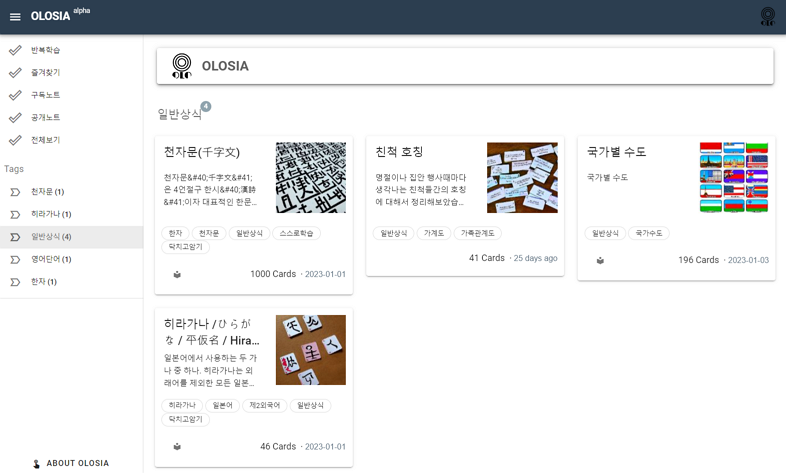 OLOSIA alpha
반복학습
즐겨찾기
구독노트
공개노트
전체보기
Tags
천자문 (1)
히라가나 (1)
일반상식 (4)
영어단어 (1)
한자 (1)
ABOUT OLOSIA
OLOSIA
일반상식 4
천자문(千字文)
천자문&#40;千字文&#41;
은 4언절구 한시&#40;漢詩
&#41;이자 대표적인 한문...
한자 천자문 일반상식 스스로학습
닥치고암기
1000 Cards · 2023-01-01
친척 호칭
명절이나 집안 행사때마다
생각나는 친척들간의 호칭
에 대해서 정리해보았습...
일반상식 가계도 가족관계도
41 Cards · 25 days ago
국가별 수도
국가별 수도
일반상식 국가수도
196 Cards · 2023-01-03
히라가나 /ひらが
な / 平仮名 / Hira...
일본어에서 사용하는 두 가
나 중 하나. 히라가나는 외
래어를 제외한 모든 일본...
히라가나 일본어 제2외국어 일반상식
닥치고암기
46 Cards · 2023-01-01